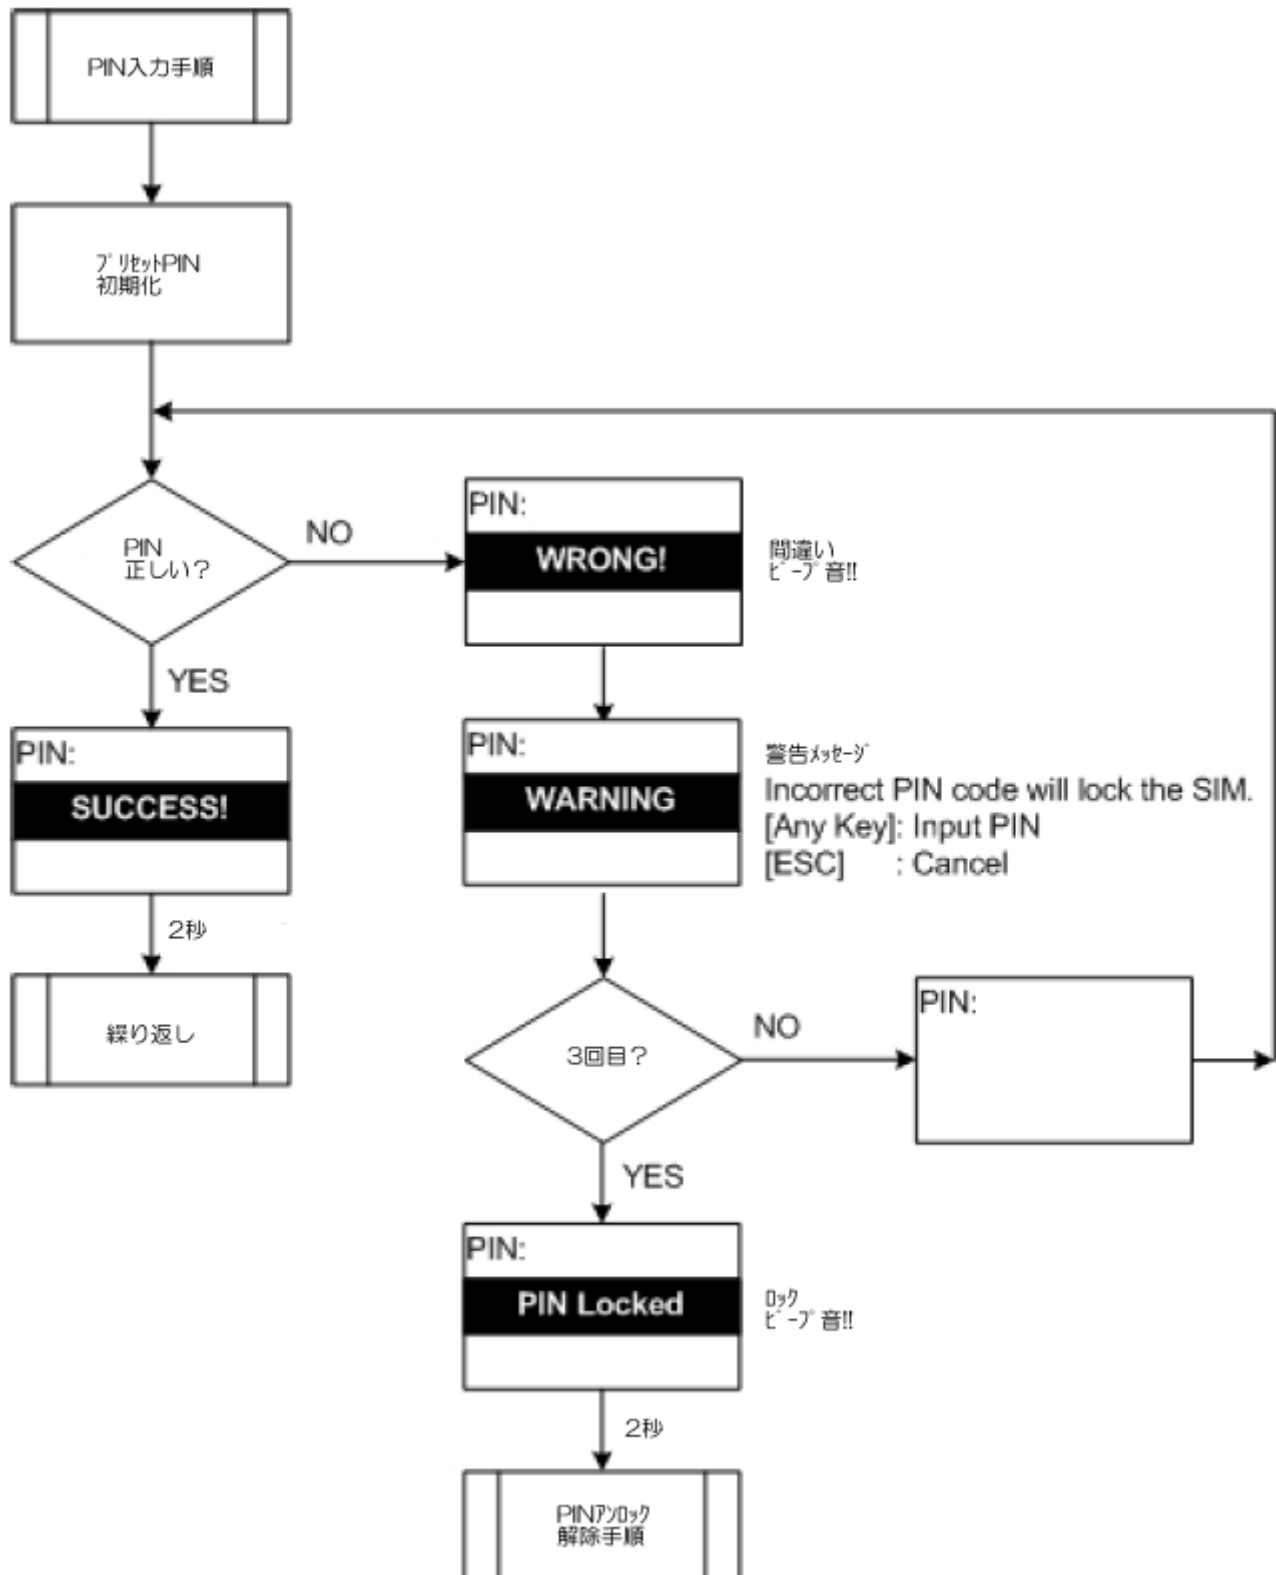 PIN入力手順
プリセットPIN
初期化
PIN
正しい?
NO
YES
PIN:
WRONG!
間違い
ビープ音!!
PIN:
SUCCESS!
2秒
繰り返し
PIN:
WARNING
警告メッセージ
Incorrect PIN code will lock the SIM.
[Any Key]: Input PIN
[ESC] : Cancel
3回目?
NO
PIN:
YES
PIN:
PIN Locked
ロック
ビープ音!!
2秒
PINアンロック
解除手順